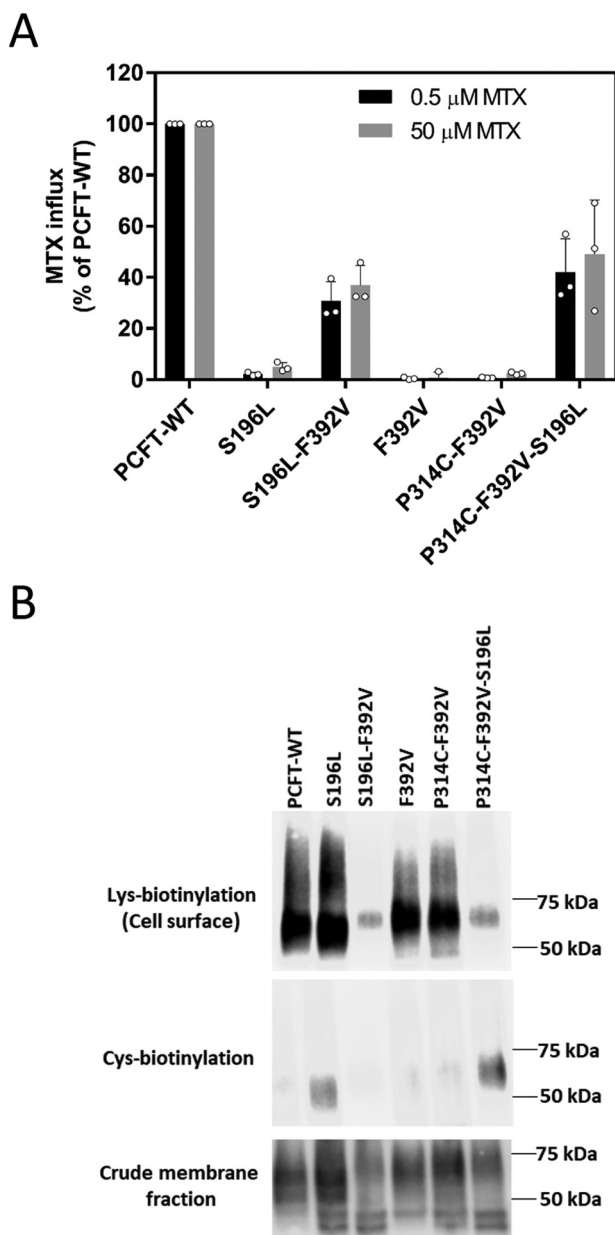 A
120
100
80
60
40
20
0
MTX influx
(% of PCFT-WT)
0.5 μM MTX
50 μM MTX
PCFT-WT
S196L
S196L-F392V
F392V
P314C-F392V
P314C-F392V-S196L
B
PCFT-WT
S196L
S196L-F392V
F392V
P314C-F392V
P314C-F392V-S196L
Lys-biotinylation
(Cell surface)
75 kDa
50 kDa
Cys-biotinylation
75 kDa
50 kDa
Crude membrane
fraction
75 kDa
50 kDa